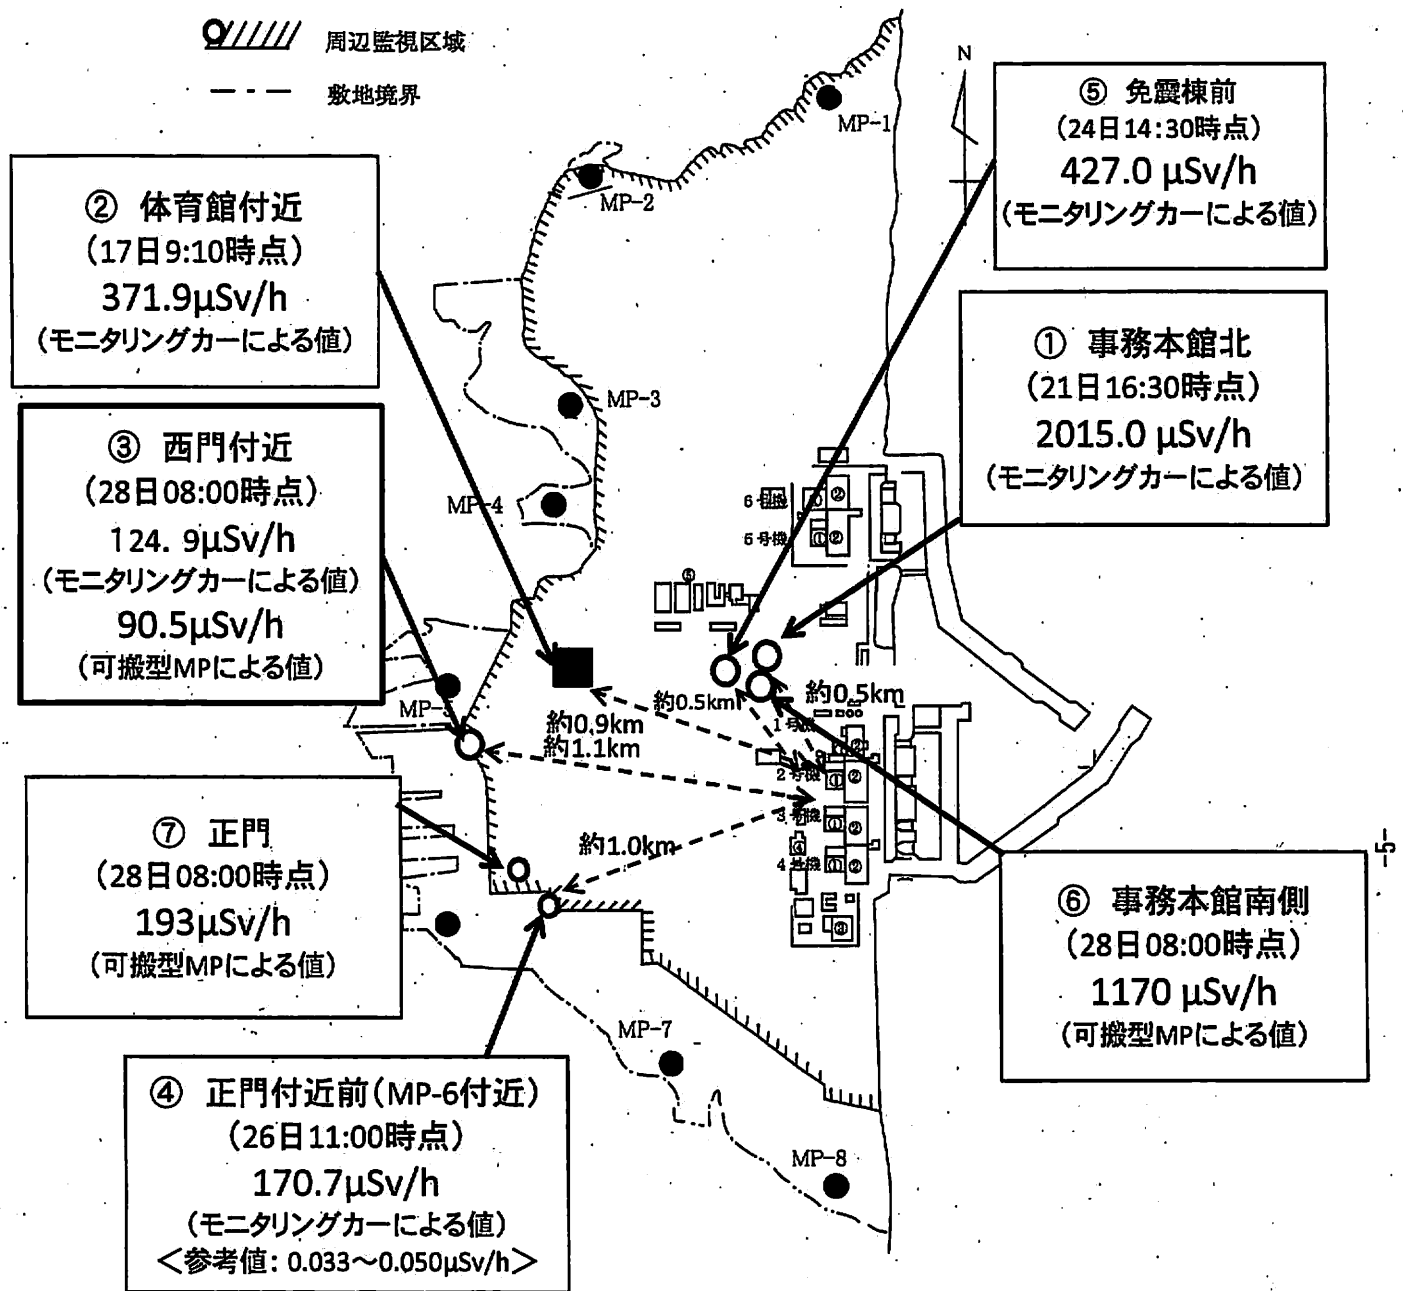 周辺監視区域
敷地境界
N
⑤ 免震棟前
(24日14:30時点)
427.0 μSv/h
(モニタリングカーによる値)
MP-1
MP-2
② 体育館付近
(17日9:10時点)
371.9μSv/h
(モニタリングカーによる値)
① 事務本館北
(21日16:30時点)
2015.0 μSv/h
(モニタリングカーによる値)
MP-3
③ 西門付近
(28日08:00時点)
124. 9μSv/h
(モニタリングカーによる値)
90.5μSv/h
(可搬型MPによる値)
MP-4
6号機
②
5号機
①
②
⑤
約0.5km
約0.5km
約0.9km
約1.1km
1号機
②
2号機
①
②
3号機
①
②
④
4号機
①
②
③
約1.0km
⑦ 正門
(28日08:00時点)
193μSv/h
(可搬型MPによる値)
⑥ 事務本館南側
(28日08:00時点)
1170 μSv/h
(可搬型MPによる値)
-5-
MP-7
④ 正門付近前(MP-6付近)
(26日11:00時点)
170.7μSv/h
(モニタリングカーによる値)
<参考値: 0.033～0.050μSv/h>
MP-8